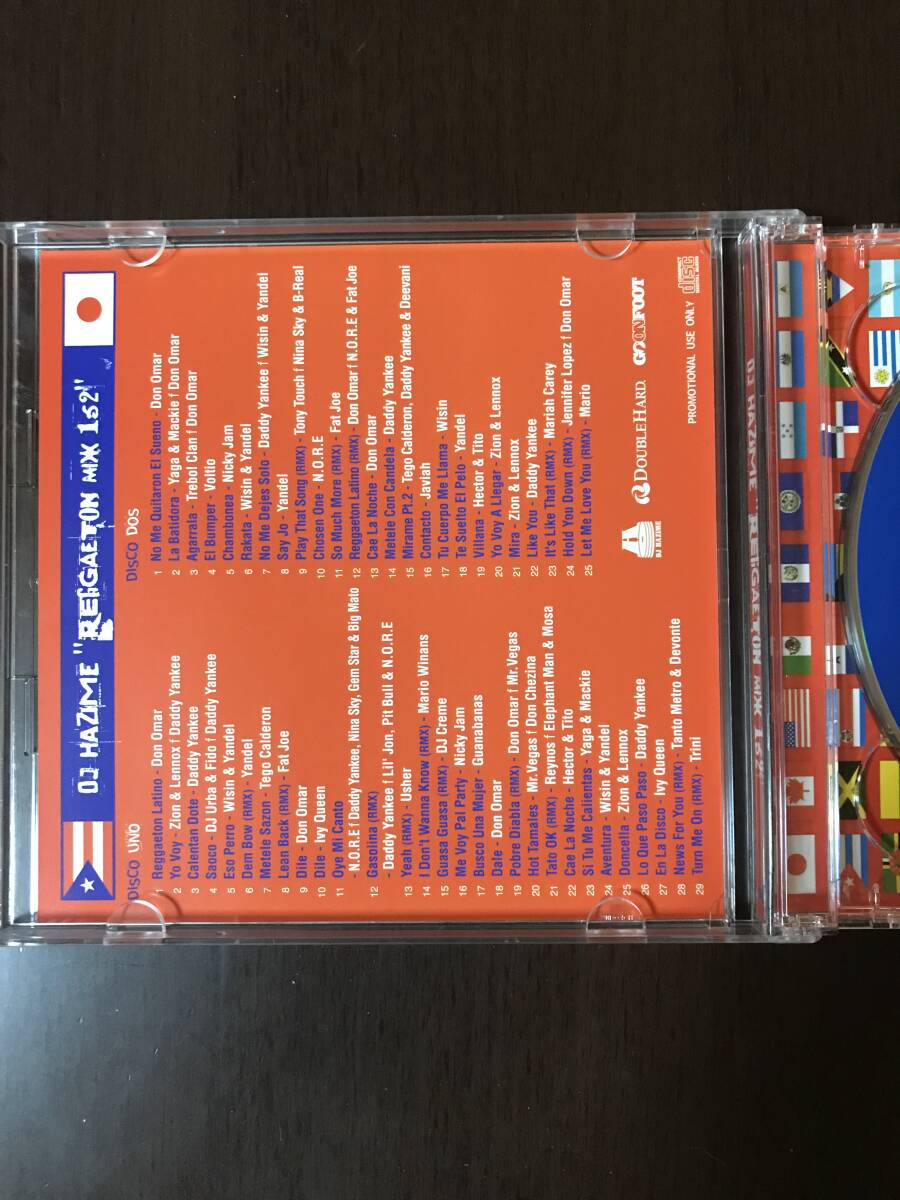 DJ HAZIME "REGGAETON MIX 162"
DISCO UNO
1 Reggaeton Latino - Don Omar
2 Yo Voy - Zion & Lennox f Daddy Yankee
3 Calentan Dote - Daddy Yankee
4 Saoco - DJ Urba & Fido f Daddy Yankee
5 Eso Perro - Wisin & Yandel
6 Dem Bow (RMX) - Yandel
7 Metele Sazon - Tego Calderon
8 Lean Back (RMX) - Fat Joe
9 Dile - Don Omar
10 Dile - Ivy Queen
11 Oye Mi Canto
- N.O.R.E f Daddy Yankee, Nina Sky, Gem Star & Big Mato
12 Gasolina (RMX)
- Daddy Yankee f Lil' Jon, Pit Bull & N.O.R.E
13 Yeah (RMX) - Usher
14 I Don't Wanna Know (RMX) - Mario Winans
15 Guasa Guasa (RMX) - DJ Creme
16 Me Voy Pal Party - Nicky Jam
17 Busco Una Mujer - Guanabanas
18 Dale - Don Omar
19 Pobre Diabla (RMX) - Don Omar f Mr.Vegas
20 Hot Tamales - Mr.Vegas f Don Chezina
21 Tato OK (RMX) - Reynos f Elephant Man & Mosa
22 Cae La Noche - Hector & Tito
23 Si Tu Me Calientas - Yaga & Mackie
24 Aventura - Wisin & Yandel
25 Doncella - Zion & Lennox
26 Lo Que Paso Paso - Daddy Yankee
27 En La Disco - Ivy Queen
28 News For You (RMX) - Tanto Metro & Devonte
29 Turn Me On (RMX) - Trini
DISCO DOS
1 No Me Quitaron El Sueno - Don Omar
2 La Batidora - Yaga & Mackie f Don Omar
3 Agarrala - Trebol Clan f Don Omar
4 El Bumper - Voltio
5 Chambonea - Nicky Jam
6 Rakata - Wisin & Yandel
7 No Me Dejes Solo - Daddy Yankee f Wisin & Yandel
8 Say Jo - Yandel
9 Play That Song (RMX) - Tony Touch f Nina Sky & B-Real
10 Chosen One - N.O.R.E
11 So Much More (RMX) - Fat Joe
12 Reggaeton Latino (RMX) - Don Omar f N.O.R.E & Fat Joe
13 Cae La Noche - Don Omar
14 Metele Con Candela - Daddy Yankee
15 Mirame Pt.2 - Tego Calderon, Daddy Yankee & Deevani
16 Contacto - Javiah
17 Tu Cuerpo Me Llama - Wisin
18 Te Suelto El Pelo - Yandel
19 Villana - Hector & Tito
20 Yo Voy A Llegar - Zion & Lennox
21 Mira - Zion & Lennox
22 Like You - Daddy Yankee
23 It's Like That (RMX) - Mariah Carey
24 Hold You Down (RMX) - Jennifer Lopez f Don Omar
25 Let Me Love You (RMX) - Mario
DJ HAZIME
DOUBLEHARD.
GOONFOOT
PROMOTIONAL USE ONLY
disc
DJ HAZIME "REGGAETON MIX 162"